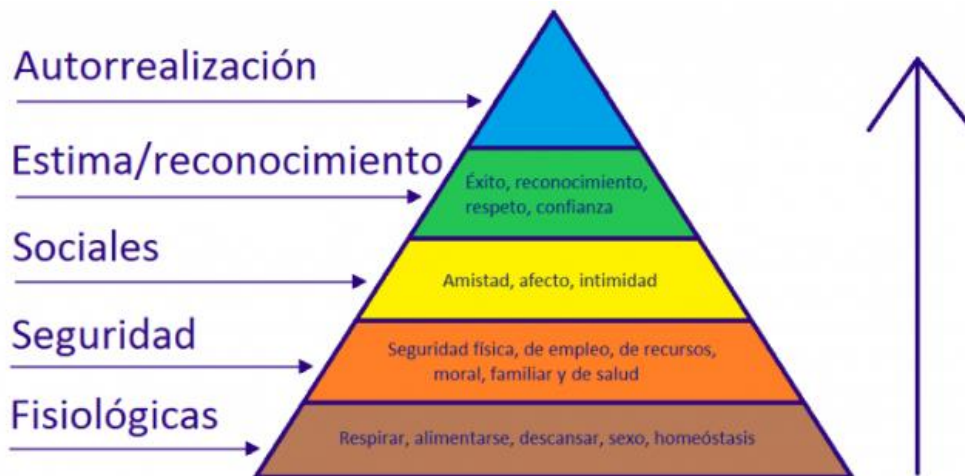 Autorrealización
Estima/reconocimiento
Éxito, reconocimiento,
respeto, confianza
Sociales
Amistad, afecto, intimidad
Seguridad
Seguridad física, de empleo, de recursos,
moral, familiar y de salud
Fisiológicas
Respirar, alimentarse, descansar, sexo, homeóstasis